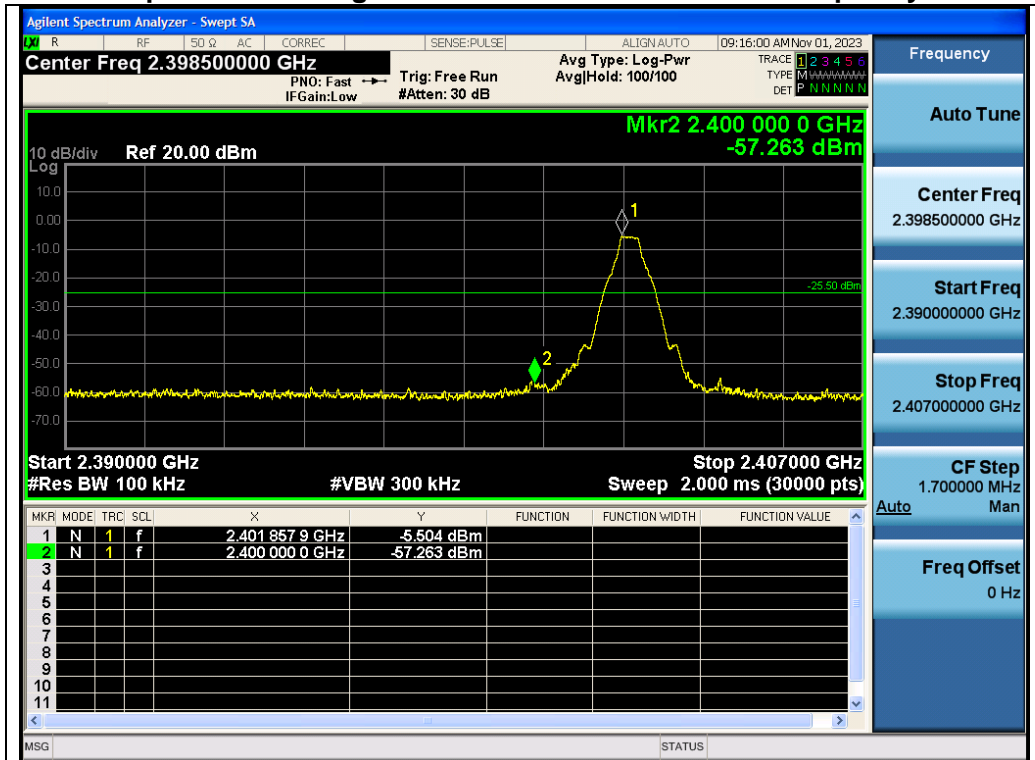 Agilent Spectrum Analyzer - Swept SA
LXI R RF 50 Ω AC CORREC SENSE:PULSE ALIGN AUTO 09:16:00 AM Nov 01, 2023
Center Freq 2.398500000 GHz
PNO: Fast
IFGain:Low
Trig: Free Run
#Atten: 30 dB
Avg Type: Log-Pwr
Avg|Hold: 100/100
TRACE 1 2 3 4 5 6
TYPE M W W W W W
DET P N N N N N
Frequency
Mkr2 2.400 000 0 GHz
-57.263 dBm
10 dB/div Ref 20.00 dBm
Log
10.0
0.00
-10.0
-20.0
-30.0
-40.0
-50.0
-60.0
-70.0
1
2
-25.50 dBm
Start 2.390000 GHz Stop 2.407000 GHz
#Res BW 100 kHz #VBW 300 kHz Sweep 2.000 ms (30000 pts)
MKR MODE TRC SCL X Y FUNCTION FUNCTION WIDTH FUNCTION VALUE
1 N 1 f 2.401 857 9 GHz -5.504 dBm
2 N 1 f 2.400 000 0 GHz -57.263 dBm
3
4
5
6
7
8
9
10
11
MSG STATUS
Auto Tune
Center Freq
2.398500000 GHz
Start Freq
2.390000000 GHz
Stop Freq
2.407000000 GHz
CF Step
1.700000 MHz
Auto Man
Freq Offset
0 Hz